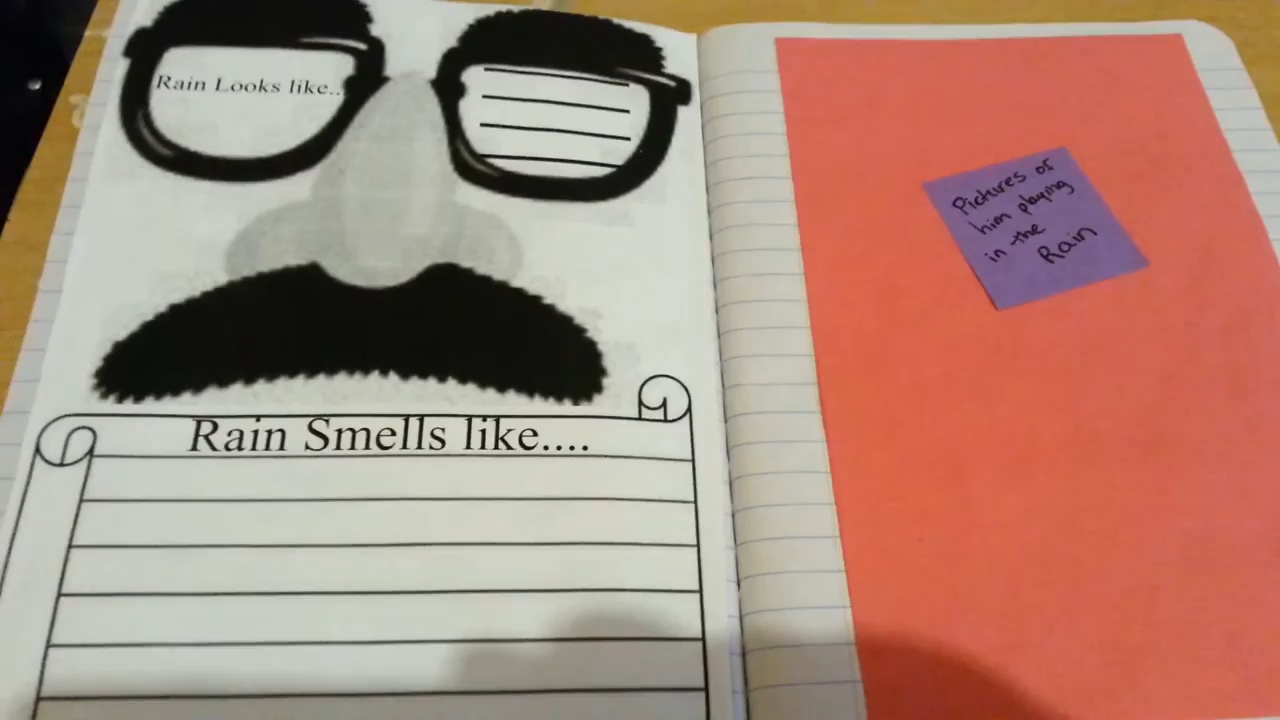 Rain Looks like...
Rain Smells like....
Pictures of
him playing
in the
Rain